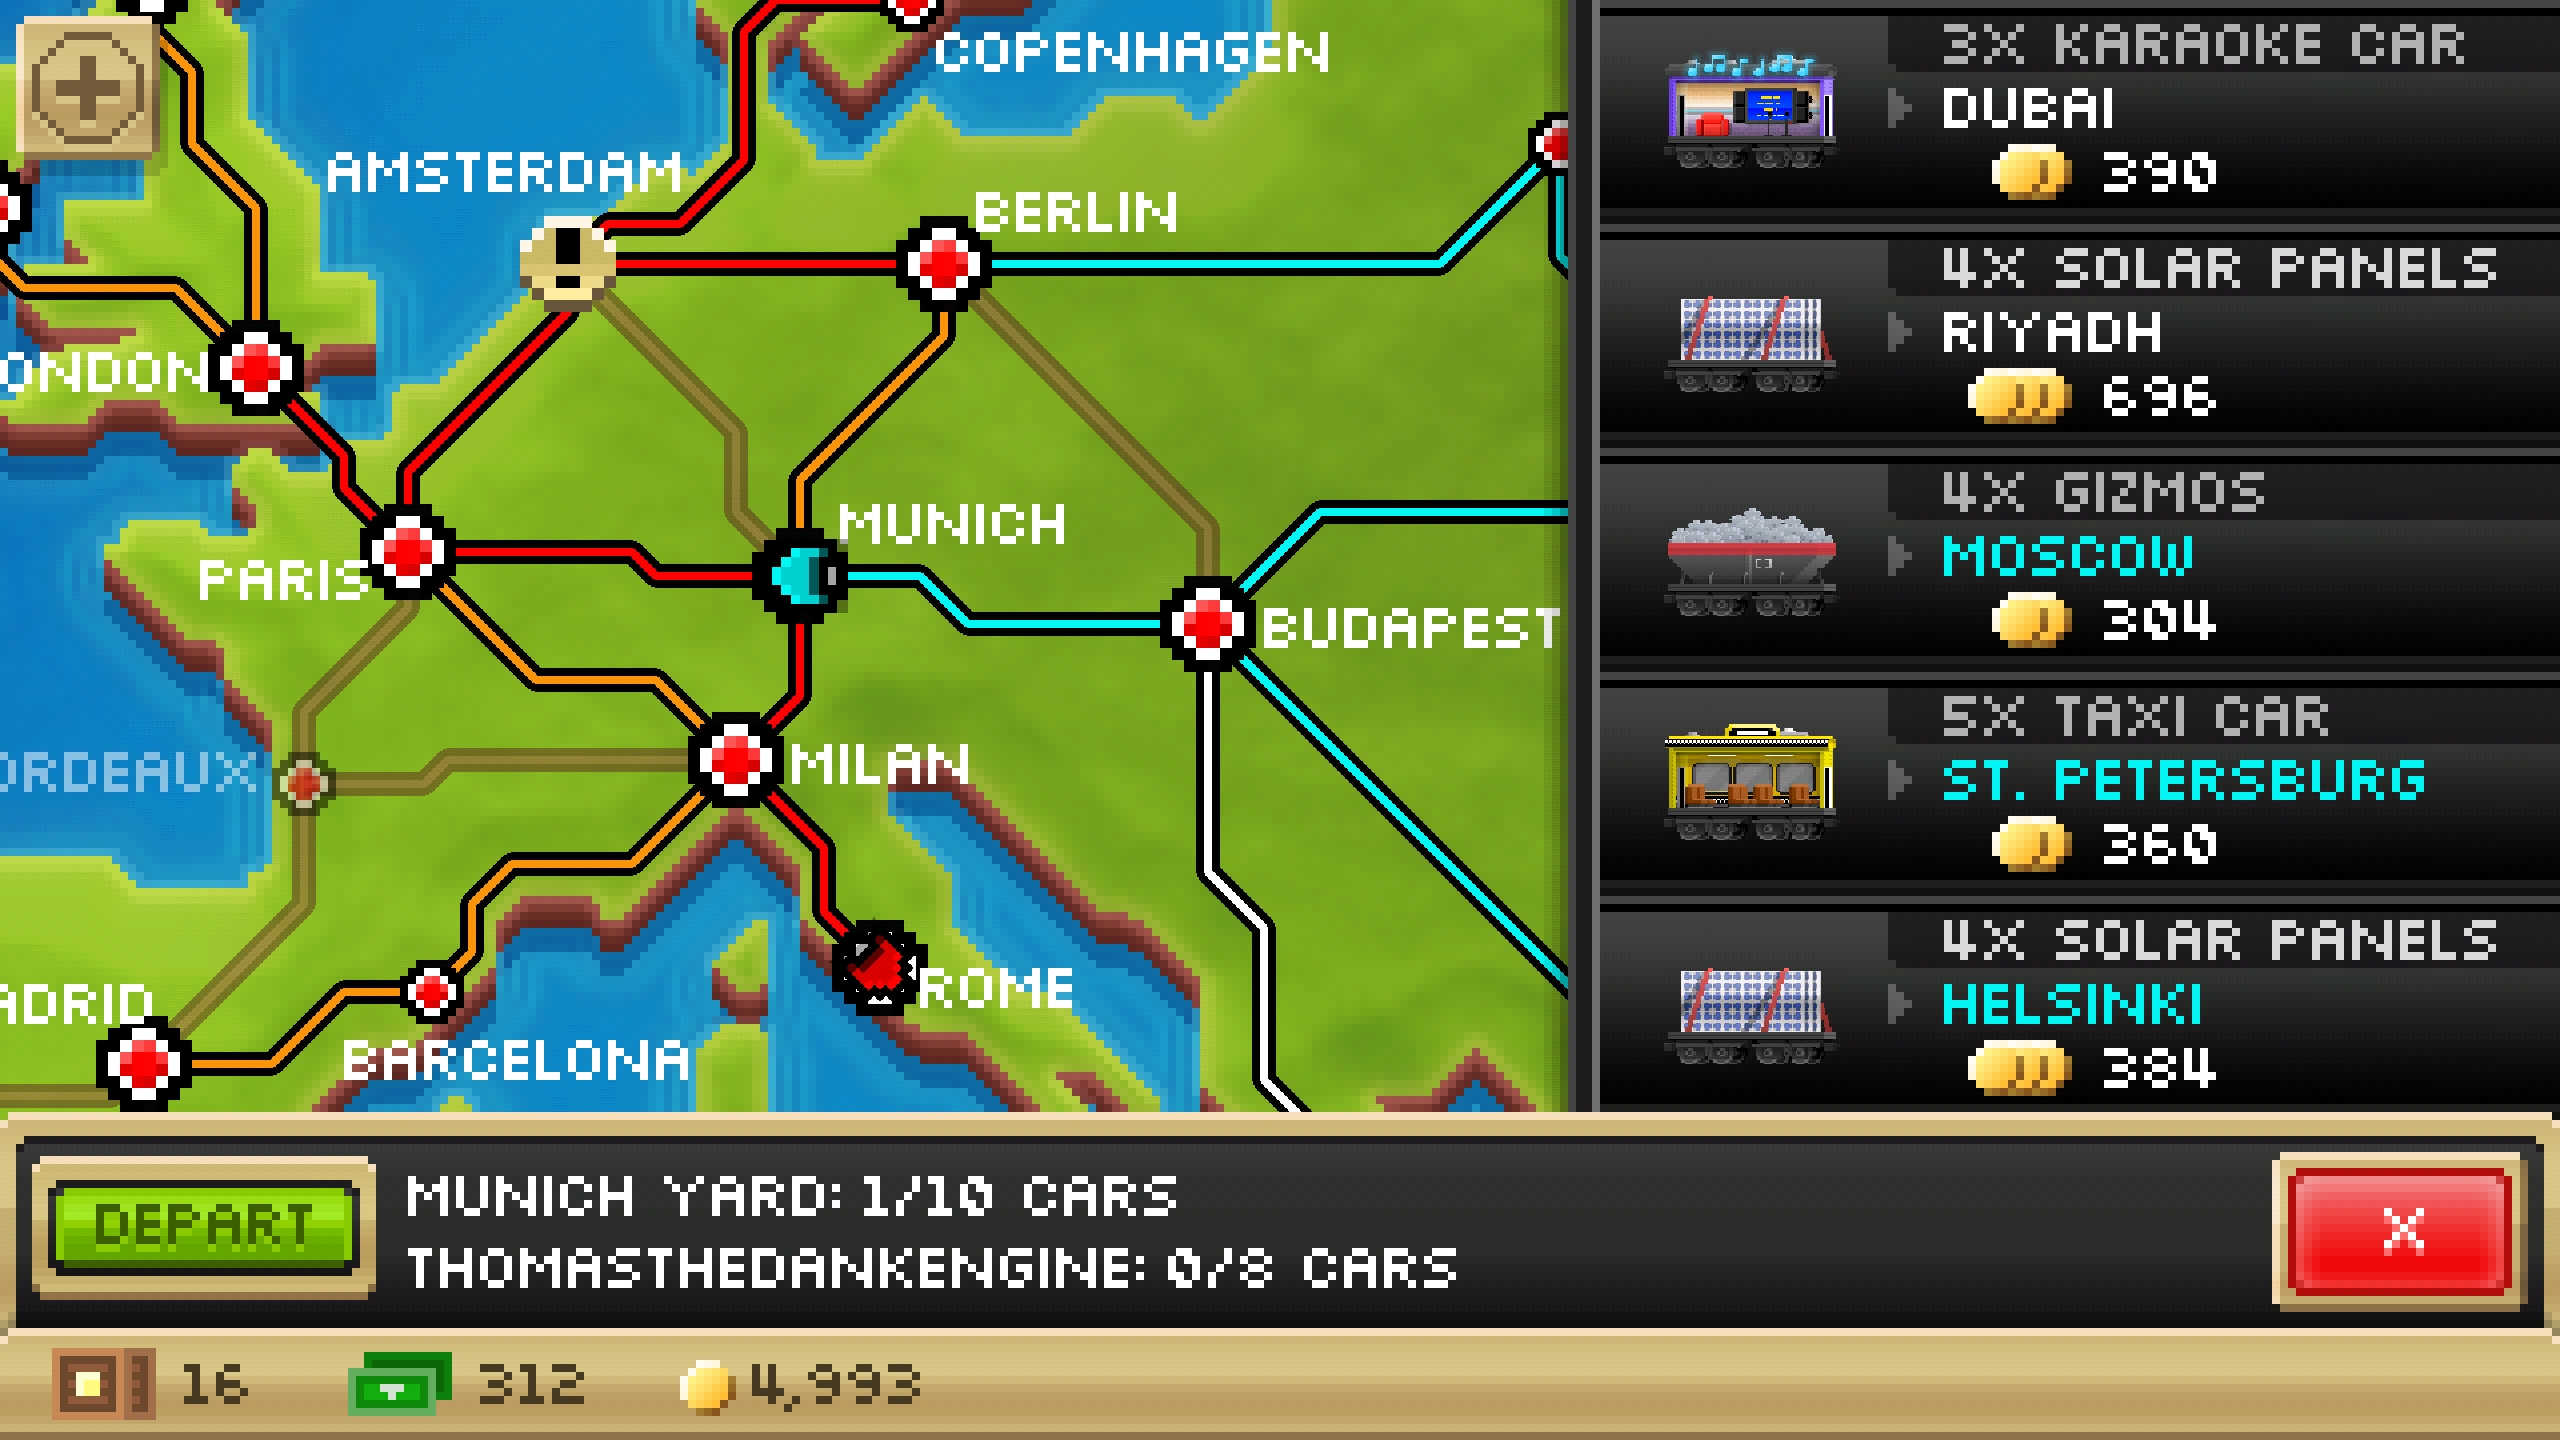 COPENHAGEN
AMSTERDAM
BERLIN
ONDON
MUNICH
PARIS
BUDAPEST
MILAN
ORDEAUX
ROME
ADRID
BARCELONA
3X KARAOKE CAR
DUBAI
390
4X SOLAR PANELS
RIYADH
696
4X GIZMOS
MOSCOW
304
5X TAXI CAR
ST. PETERSBURG
360
4X SOLAR PANELS
HELSINKI
384
DEPART
MUNICH YARD: 1/10 CARS
THOMASTHEDANKENGINE: 0/8 CARS
X
16
312
4,993